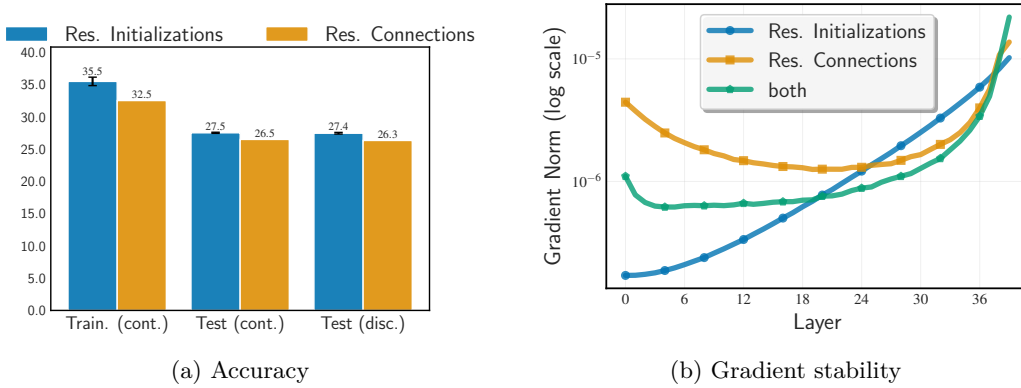 Res. Initializations
Res. Connections
40.0
35.0
30.0
25.0
20.0
15.0
10.0
5.0
0.0
35.5
32.5
27.5
26.5
27.4
26.3
Train. (cont.)
Test (cont.)
Test (disc.)
(a) Accuracy
Res. Initializations
Res. Connections
both
Gradient Norm (log scale)
10⁻⁵
10⁻⁶
0
6
12
18
24
30
36
Layer
(b) Gradient stability